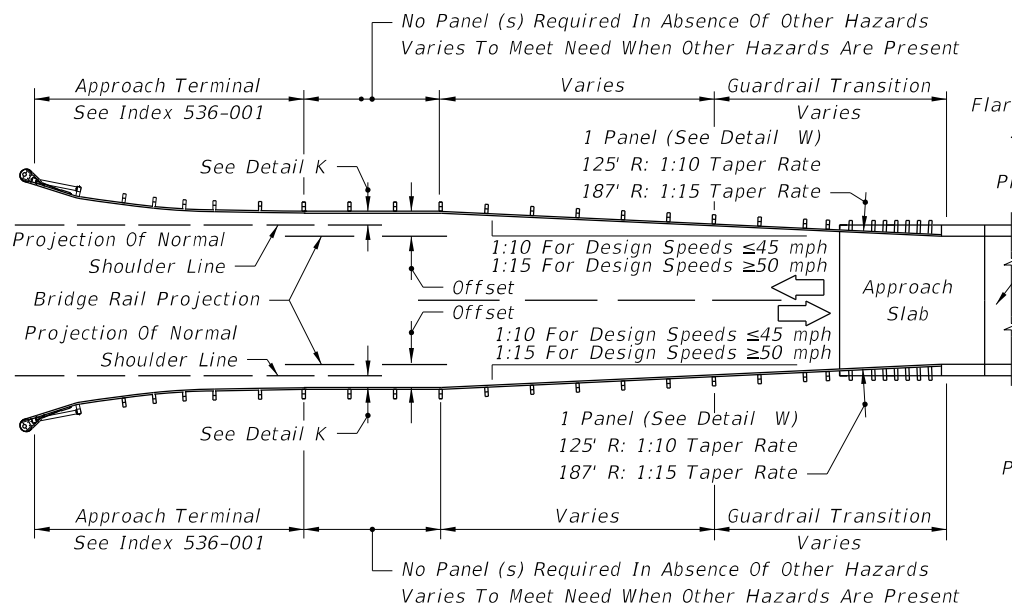 No Panel (s) Required In Absence Of Other Hazards
Varies To Meet Need When Other Hazards Are Present
Approach Terminal
See Index 536-001
Varies
Guardrail Transition
Varies
Flar
1 Panel (See Detail W)
125' R: 1:10 Taper Rate
187' R: 1:15 Taper Rate
See Detail K
Projection Of Normal
Shoulder Line
1:10 For Design Speeds ≤45 mph
1:15 For Design Speeds ≥50 mph
Bridge Rail Projection
Offset
Offset
Approach
Slab
Projection Of Normal
Shoulder Line
1:10 For Design Speeds ≤45 mph
1:15 For Design Speeds ≥50 mph
See Detail K
1 Panel (See Detail W)
125' R: 1:10 Taper Rate
187' R: 1:15 Taper Rate
Approach Terminal
See Index 536-001
Varies
Guardrail Transition
Varies
No Panel (s) Required In Absence Of Other Hazards
Varies To Meet Need When Other Hazards Are Present